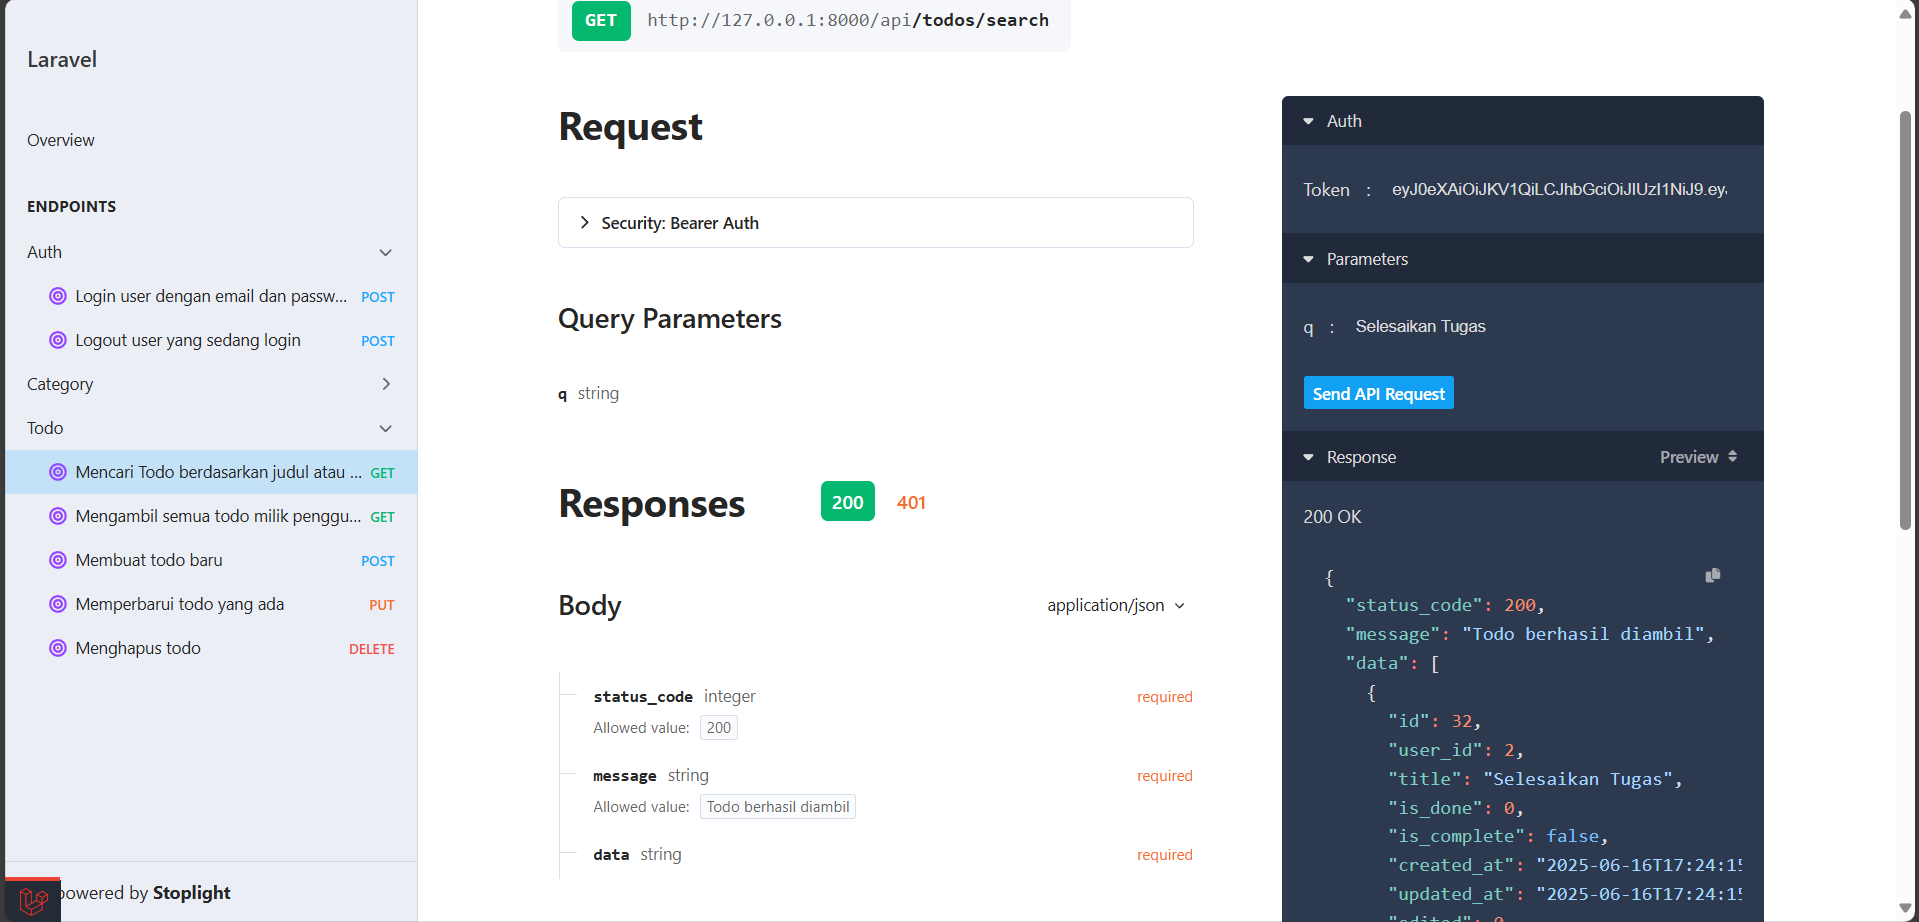 Laravel
Overview
ENDPOINTS
Auth
Login user dengan email dan passw... POST
Logout user yang sedang login POST
Category
Todo
Mencari Todo berdasarkan judul atau ... GET
Mengambil semua todo milik penggu... GET
Membuat todo baru POST
Memperbarui todo yang ada PUT
Menghapus todo DELETE
powered by Stoplight
GET http://127.0.0.1:8000/api/todos/search
Request
Security: Bearer Auth
Query Parameters
q string
Responses 200 401
Body application/json
status_code integer required
Allowed value: 200
message string required
Allowed value: Todo berhasil diambil
data string required
Auth
Token : eyJ0eXAiOiJKV1QiLCJhbGciOiJIUzI1NiJ9.ey
Parameters
q : Selesaikan Tugas
Send API Request
Response Preview
200 OK
{
"status_code": 200,
"message": "Todo berhasil diambil",
"data": [
{
"id": 32,
"user_id": 2,
"title": "Selesaikan Tugas",
"is_done": 0,
"is_complete": false,
"created_at": "2025-06-16T17:24:15
"updated_at": "2025-06-16T17:24:15
"edited": 0